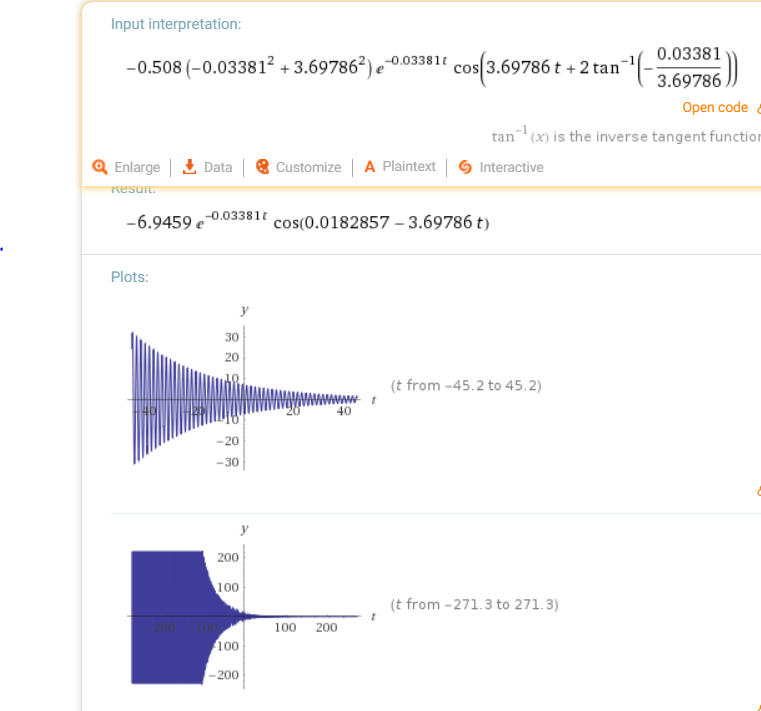 Input interpretation:
−0.508 (−0.03381² + 3.69786²) e^(−0.03381 t) cos(3.69786 t + 2 tan⁻¹(−0.03381/3.69786))
Open code
tan⁻¹(x) is the inverse tangent function
Enlarge | Data | Customize | A Plaintext | Interactive
Result:
−6.9459 e^(−0.03381 t) cos(0.0182857 − 3.69786 t)
Plots:
y
30
20
10
−40 −20 20 40 t
−10
−20
−30
(t from −45.2 to 45.2)
y
200
100
−200 −100 100 200 t
−100
−200
(t from −271.3 to 271.3)